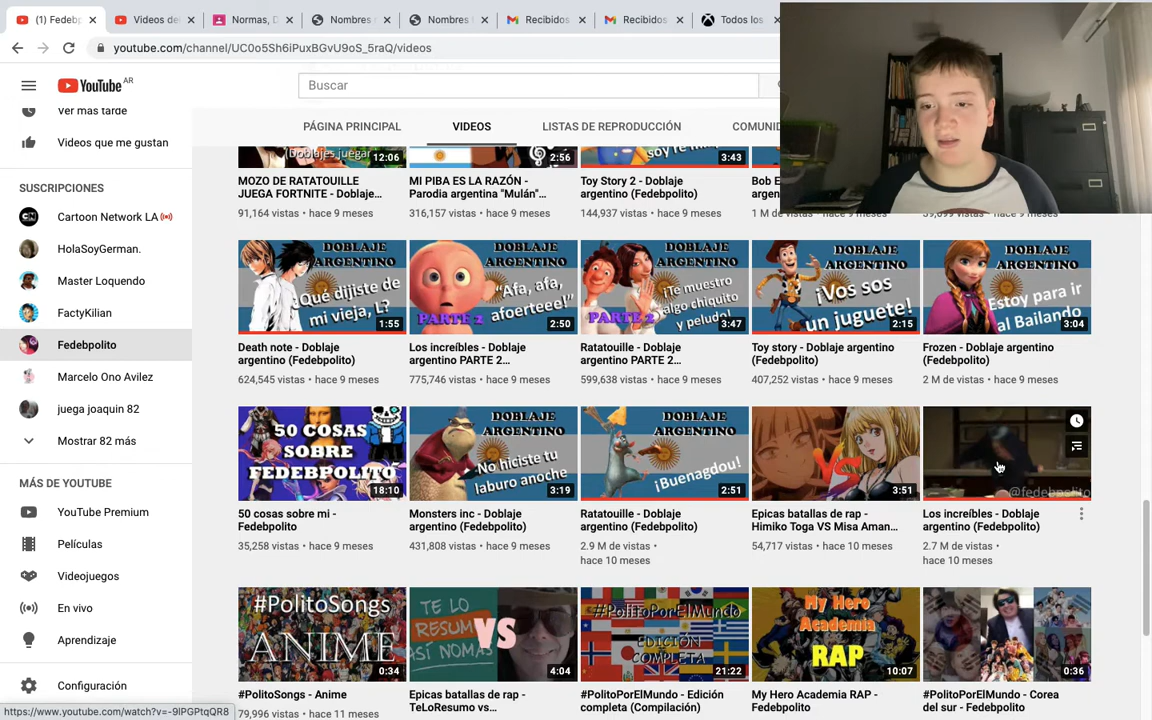 (1) Fedebp
Videos de
Normas, D
Nombres
Nombres
Recibidos
Recibidos
Todos los
youtube.com/channel/UC0o5Sh6iPuxBGvU9oS_5raQ/videos
YouTube AR
Buscar
Ver mas tarde
PÁGINA PRINCIPAL VIDEOS LISTAS DE REPRODUCCIÓN COMUNID
Videos que me gustan
SUSCRIPCIONES
Cartoon Network LA
HolaSoyGerman.
Master Loquendo
FactyKilian
Fedebpolito
Marcelo Ono Avilez
juega joaquin 82
Mostrar 82 más
MÁS DE YOUTUBE
YouTube Premium
Películas
Videojuegos
En vivo
Aprendizaje
Configuración
https://www.youtube.com/watch?v=-9lPGPtqQR8
(Doblajes juegan
12:06
2:56
soy re
3:43
MOZO DE RATATOUILLE
JUEGA FORTNITE - Doblaje...
91,164 vistas • hace 9 meses
MI PIBA ES LA RAZÓN -
Parodia argentina "Mulán"...
316,157 vistas • hace 9 meses
Toy Story 2 - Doblaje
argentino (Fedebpolito)
144,937 vistas • hace 9 meses
Bob E
argen
1 M de
DOBLAJE
ARGENTINO
¿Qué dijiste de
mi vieja, L?
1:55
DOBLAJE
ARGENTINO
"Afa, afa,
afoerteee!"
PARTE 2
2:50
DOBLAJE
ARGENTINO
¡Te muestro
algo chiquito
y peludo!
PARTE 2
3:47
DOBLAJE
ARGENTINO
¡Vos sos
un juguete!
2:15
DOBLAJE
ARGENTINO
Estoy para ir
al Bailando
3:04
Death note - Doblaje
argentino (Fedebpolito)
624,545 vistas • hace 9 meses
Los increíbles - Doblaje
argentino PARTE 2...
775,746 vistas • hace 9 meses
Ratatouille - Doblaje
argentino PARTE 2...
599,638 vistas • hace 9 meses
Toy story - Doblaje argentino
(Fedebpolito)
407,252 vistas • hace 9 meses
Frozen - Doblaje argentino
(Fedebpolito)
2 M de vistas • hace 9 meses
50 COSAS
SOBRE
FEDEBPOLITO
18:10
DOBLAJE
ARGENTINO
No hiciste tu
laburo anoche
3:19
DOBLAJE
ARGENTINO
¡Buenagdou!
2:51
VS
3:51
@fedebpolito
50 cosas sobre mi -
Fedebpolito
35,258 vistas • hace 9 meses
Monsters inc - Doblaje
argentino (Fedebpolito)
431,808 vistas • hace 9 meses
Ratatouille - Doblaje
argentino (Fedebpolito)
2.9 M de vistas •
hace 10 meses
Epicas batallas de rap -
Himiko Toga VS Misa Aman...
54,717 vistas • hace 10 meses
Los increíbles - Doblaje
argentino (Fedebpolito)
2.7 M de vistas •
hace 10 meses
#PolitoSongs
ANIME
0:34
TE LO
RESUMO
ASÍ NOMÁS
VS
4:04
#PolitoPorElMundo
EDICIÓN
COMPLETA
21:22
My Hero
Academia
RAP
10:07
0:36
#PolitoSongs - Anime
79,996 vistas • hace 11 meses
Epicas batallas de rap -
TeLoResumo vs...
#PolitoPorElMundo - Edición
completa (Compilación)
My Hero Academia RAP -
Fedebpolito
#PolitoPorElMundo - Corea
del sur - Fedebpolito